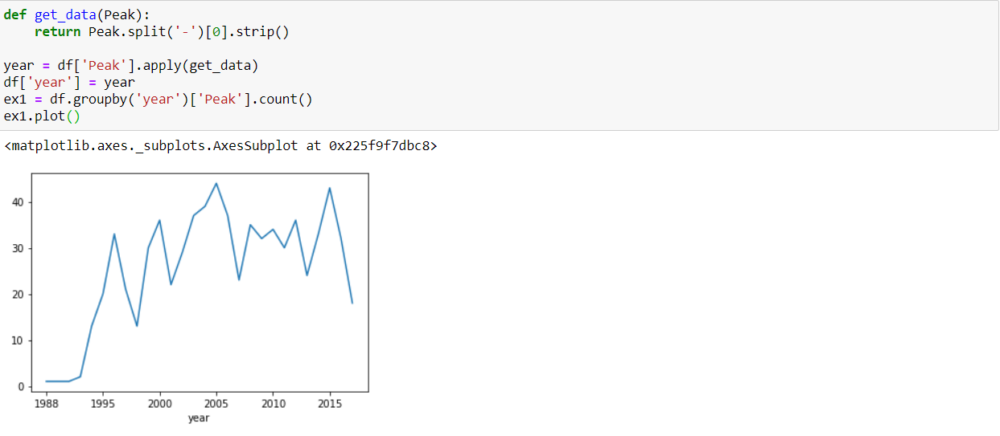 def get_data(Peak):
    return Peak.split('-')[0].strip()
year = df['Peak'].apply(get_data)
df['year'] = year
ex1 = df.groupby('year')['Peak'].count()
ex1.plot()
<matplotlib.axes._subplots.AxesSubplot at 0x225f9f7dbc8>
40
30
20
10
0
1988 1995 2000 2005 2010 2015
year